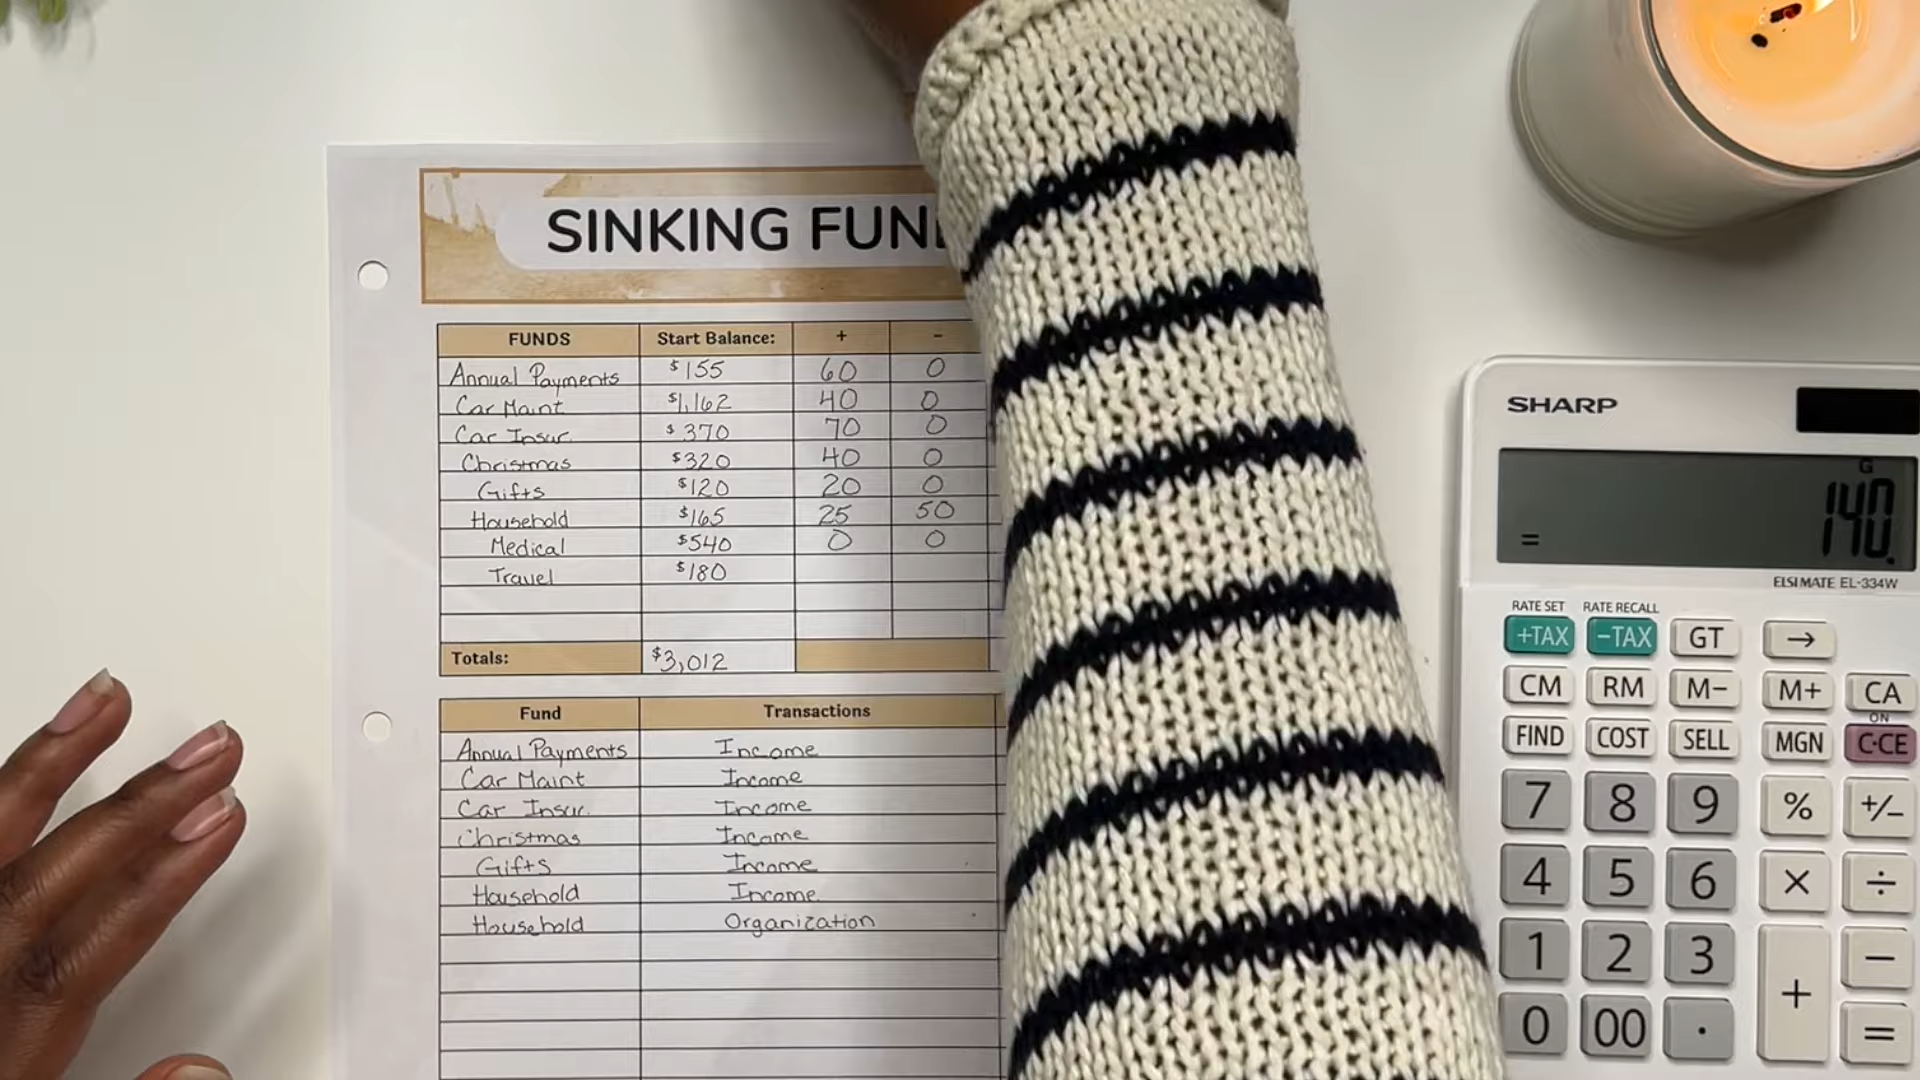 SINKING FUN
FUNDS Start Balance: + -
Annual Payments $155 60 0
Car Maint $1,162 40 0
Car Insur. $370 70 0
Christmas $320 40 0
Gifts $120 20 0
Household $165 25 50
Medical $540 0 0
Travel $180
Totals: $3,012
Fund Transactions
Annual Payments Income
Car Maint Income
Car Insur. Income
Christmas Income
Gifts Income
Household Income
Household Organization
SHARP
G
= 140.
ELSI MATE EL-334W
RATE SET RATE RECALL
+TAX -TAX GT →
CM RM M- M+ CA
ON
FIND COST SELL MGN C·CE
7 8 9 % +/-
4 5 6 × ÷
1 2 3 + -
0 00 . =